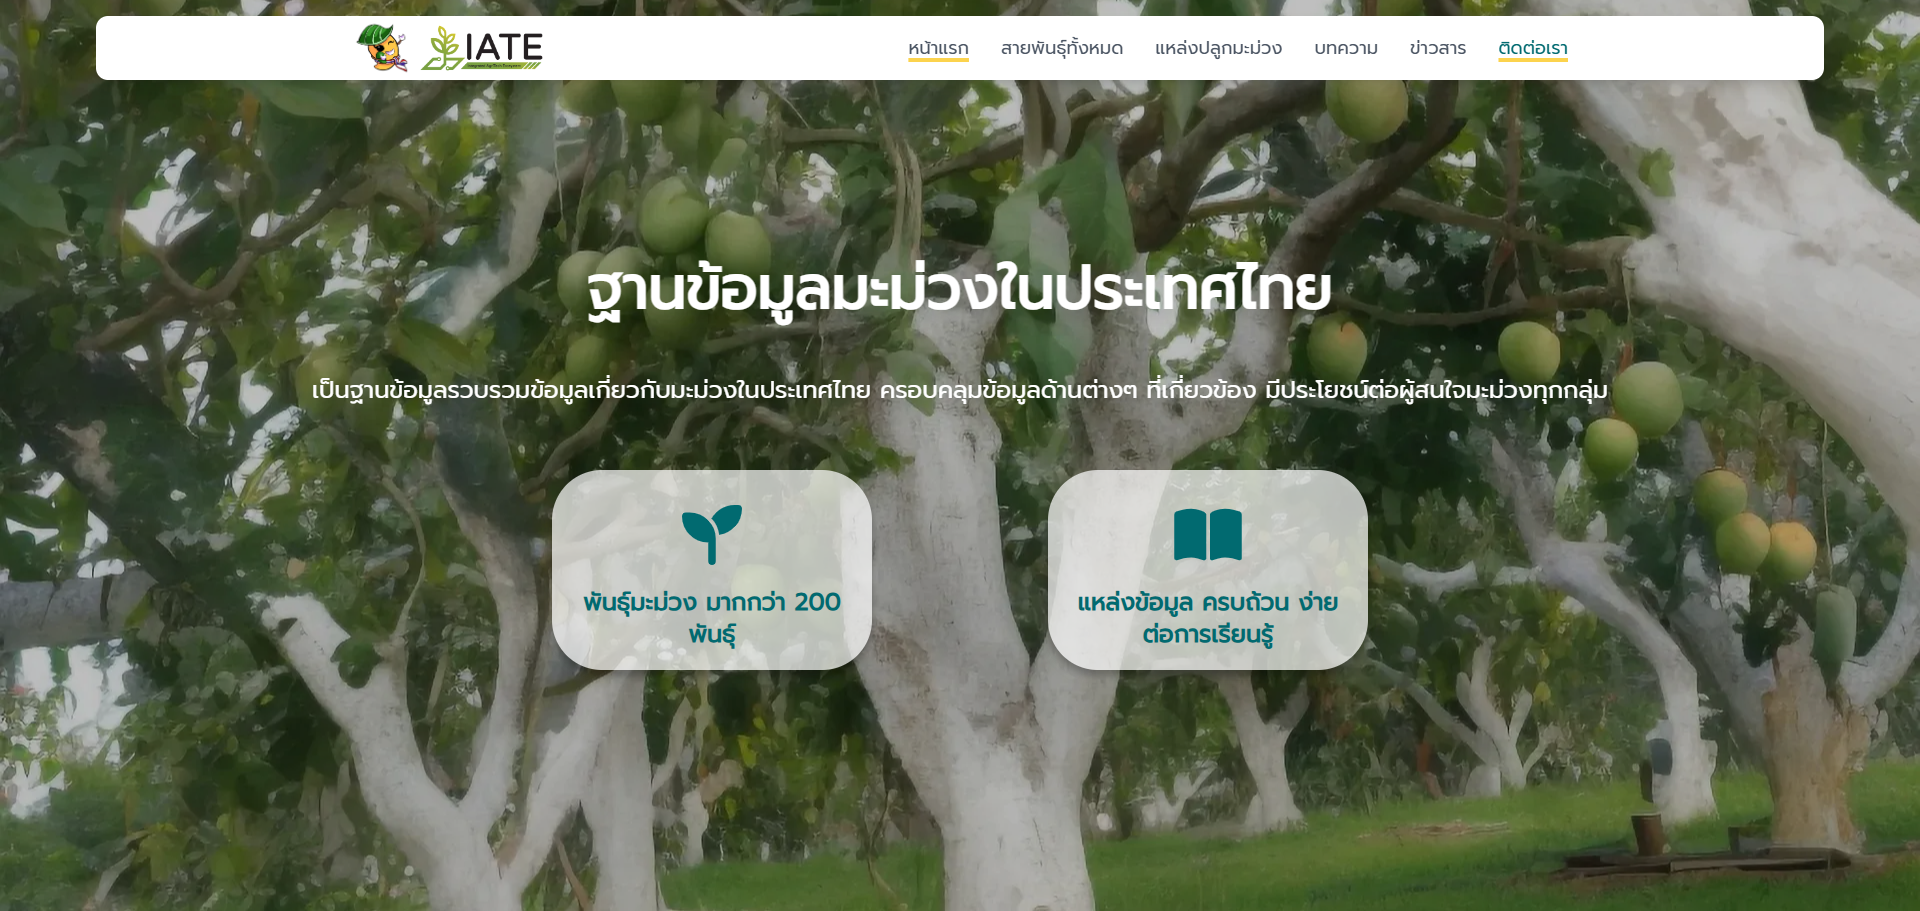 IATE
หน้าแรก สายพันธุ์ทั้งหมด แหล่งปลูกมะม่วง บทความ ข่าวสาร ติดต่อเรา
ฐานข้อมูลมะม่วงในประเทศไทย
เป็นฐานข้อมูลรวบรวมข้อมูลเกี่ยวกับมะม่วงในประเทศไทย ครอบคลุมข้อมูลด้านต่างๆ ที่เกี่ยวข้อง มีประโยชน์ต่อผู้สนใจมะม่วงทุกกลุ่ม
พันธุ์มะม่วง มากกว่า 200
พันธุ์
แหล่งข้อมูล ครบถ้วน ง่าย
ต่อการเรียนรู้